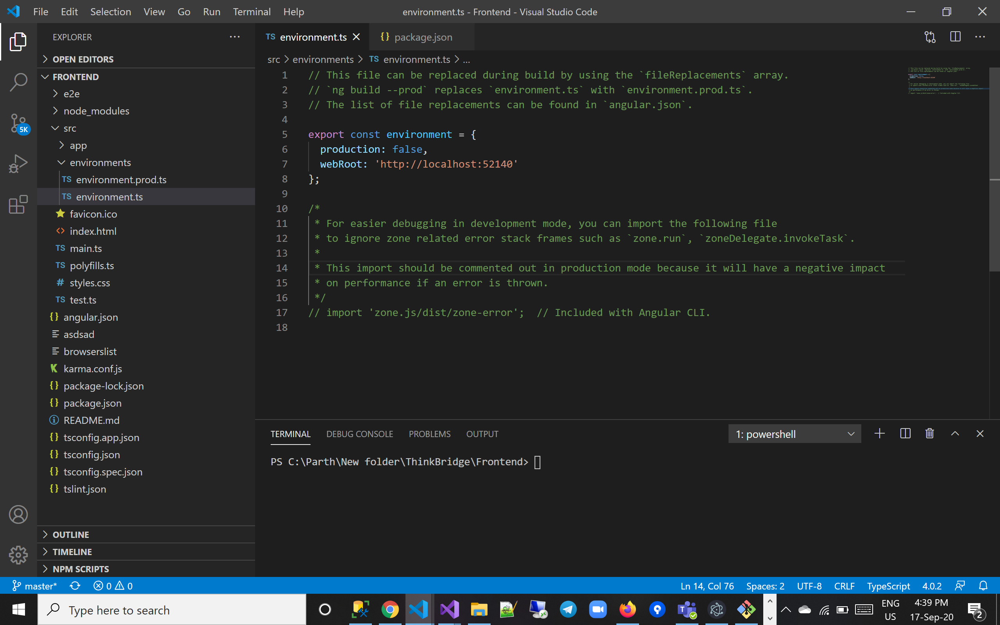 File Edit Selection View Go Run Terminal Help
environment.ts - Frontend - Visual Studio Code
EXPLORER
OPEN EDITORS
FRONTEND
e2e
node_modules
src
app
environments
TS environment.prod.ts
TS environment.ts
favicon.ico
<> index.html
TS main.ts
TS polyfills.ts
# styles.css
TS test.ts
{} angular.json
asdsad
browserslist
K karma.conf.js
{} package-lock.json
{} package.json
README.md
{} tsconfig.app.json
{} tsconfig.json
{} tsconfig.spec.json
{} tslint.json
OUTLINE
TIMELINE
NPM SCRIPTS
5K
TS environment.ts
{} package.json
src > environments > TS environment.ts > ...
1 // This file can be replaced during build by using the `fileReplacements` array.
2 // `ng build --prod` replaces `environment.ts` with `environment.prod.ts`.
3 // The list of file replacements can be found in `angular.json`.
4
5 export const environment = {
6 production: false,
7 webRoot: 'http://localhost:52140'
8 };
9
10 /*
11 * For easier debugging in development mode, you can import the following file
12 * to ignore zone related error stack frames such as `zone.run`, `zoneDelegate.invokeTask`.
13 *
14 * This import should be commented out in production mode because it will have a negative impact
15 * on performance if an error is thrown.
16 */
17 // import 'zone.js/dist/zone-error';  // Included with Angular CLI.
18
TERMINAL DEBUG CONSOLE PROBLEMS OUTPUT
1: powershell
PS C:\Parth\New folder\ThinkBridge\Frontend>
master* 0 0
Ln 14, Col 76 Spaces: 2 UTF-8 CRLF TypeScript 4.0.2
Type here to search
ENG
US
4:39 PM
17-Sep-20
2